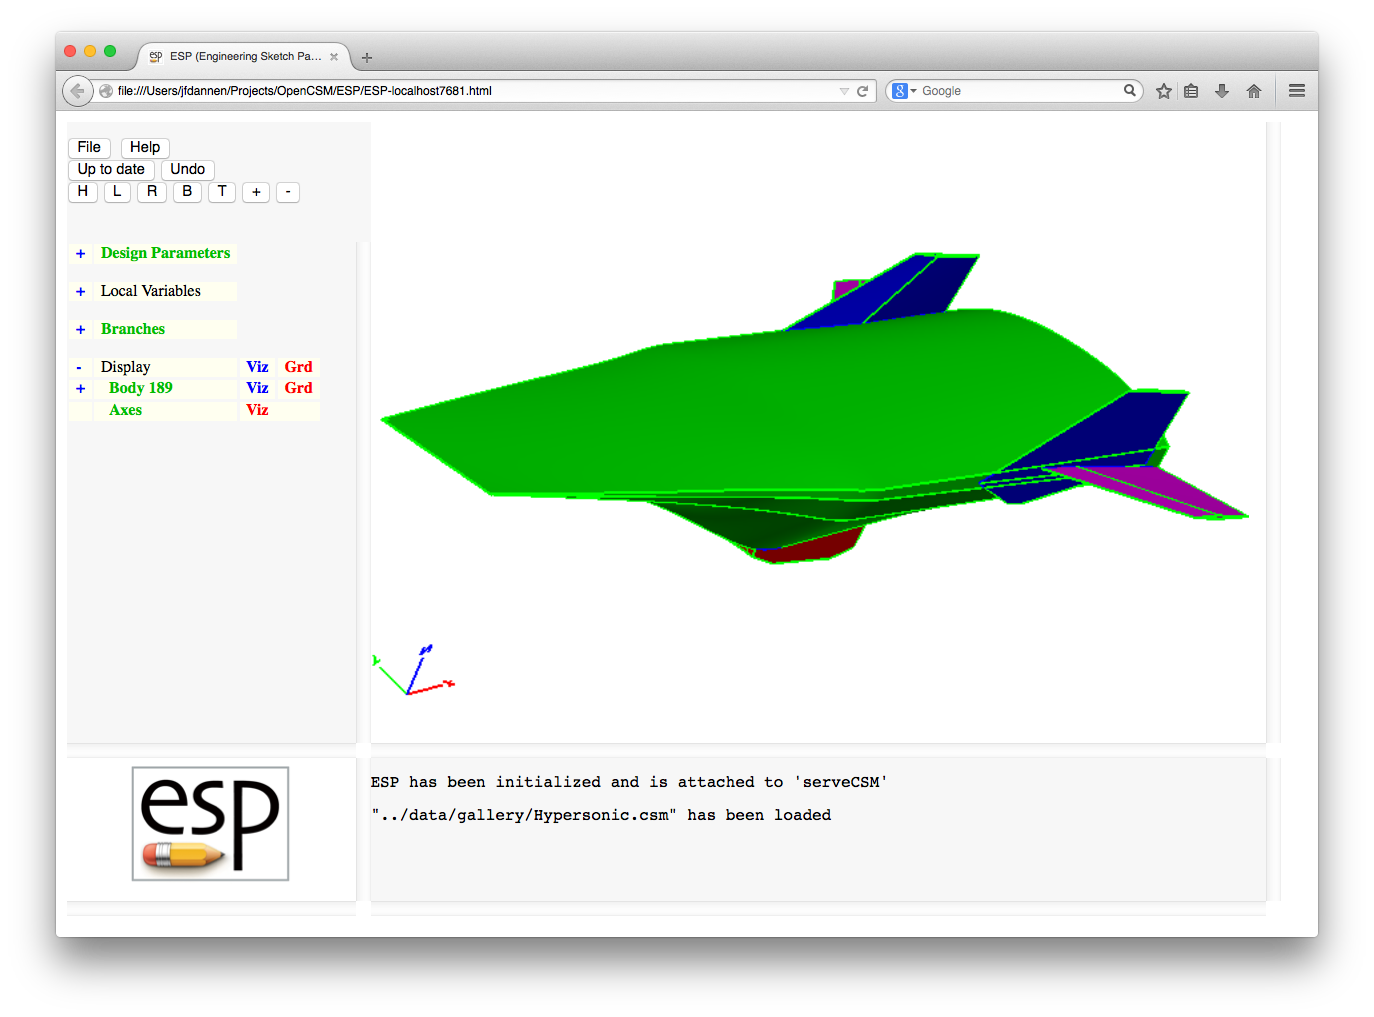 ESP (Engineering Sketch Pa...
file:///Users/jfdannen/Projects/OpenCSM/ESP/ESP-localhost7681.html
Google
File Help
Up to date Undo
H L R B T + -
+ Design Parameters
+ Local Variables
+ Branches
- Display Viz Grd
+ Body 189 Viz Grd
Axes Viz
esp
ESP has been initialized and is attached to 'serveCSM'
"../data/gallery/Hypersonic.csm" has been loaded